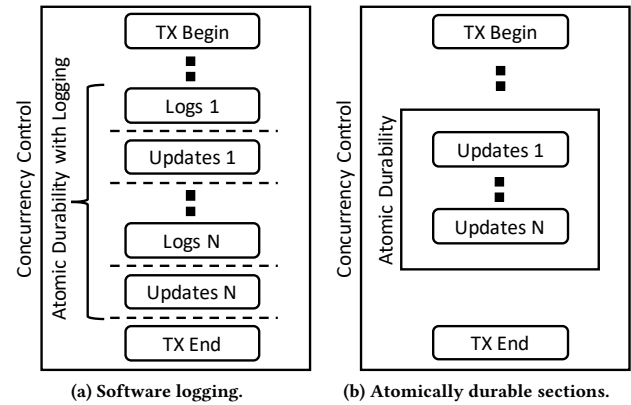 Concurrency Control
Atomic Durability with Logging
TX Begin
Logs 1
Updates 1
Logs N
Updates N
TX End
(a) Software logging.
Concurrency Control
TX Begin
Atomic Durability
Updates 1
Updates N
TX End
(b) Atomically durable sections.